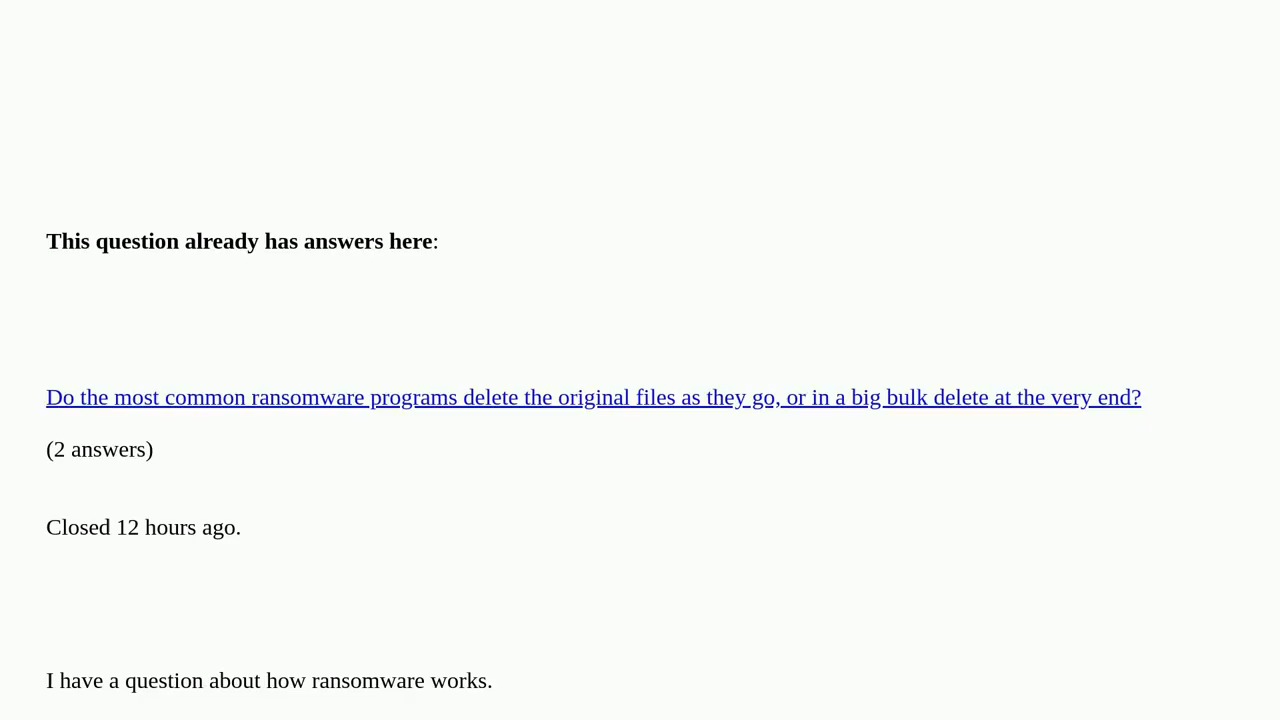 This question already has answers here:
Do the most common ransomware programs delete the original files as they go, or in a big bulk delete at the very end?
(2 answers)
Closed 12 hours ago.
I have a question about how ransomware works.